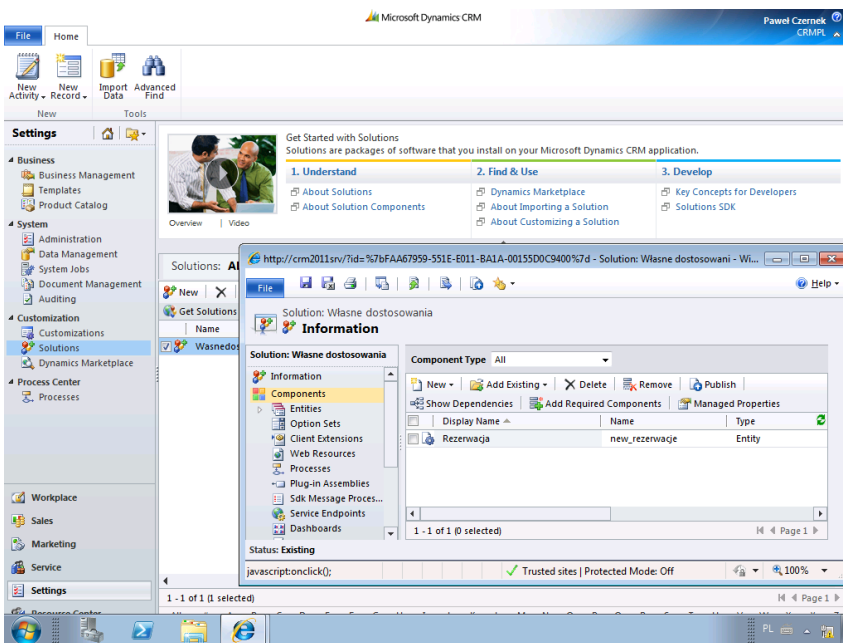 Microsoft Dynamics CRM
Paweł Czernek
CRMPL
File
Home
New Activity
New Record
Import Data
Advanced Find
New
Tools
Settings
Business
Business Management
Templates
Product Catalog
System
Administration
Data Management
System Jobs
Document Management
Auditing
Customization
Customizations
Solutions
Dynamics Marketplace
Process Center
Processes
Workplace
Sales
Marketing
Service
Settings
Resource Center
Get Started with Solutions
Solutions are packages of software that you install on your Microsoft Dynamics CRM application.
1. Understand
About Solutions
About Solution Components
2. Find & Use
Dynamics Marketplace
About Importing a Solution
About Customizing a Solution
3. Develop
Key Concepts for Developers
Solutions SDK
Overview | Video
Solutions:
New
Get Solutions
Name
Wasnedos
http://crm2011srv/?id=%7bFAA67959-551E-E011-BA1A-00155D0C9400%7d - Solution: Własne dostosowani - Wi...
File
Help
Solution: Własne dostosowania
Information
Solution: Własne dostosowania
Information
Components
Entities
Option Sets
Client Extensions
Web Resources
Processes
Plug-in Assemblies
Sdk Message Proces...
Service Endpoints
Dashboards
Component Type All
New Add Existing Delete Remove Publish
Show Dependencies Add Required Components Managed Properties
Display Name Name Type
Rezerwacja new_rezerwacje Entity
1 - 1 of 1 (0 selected)
Page 1
Status: Existing
javascript:onclick();
Trusted sites | Protected Mode: Off
100%
1 - 1 of 1 (1 selected)
Page 1
PL